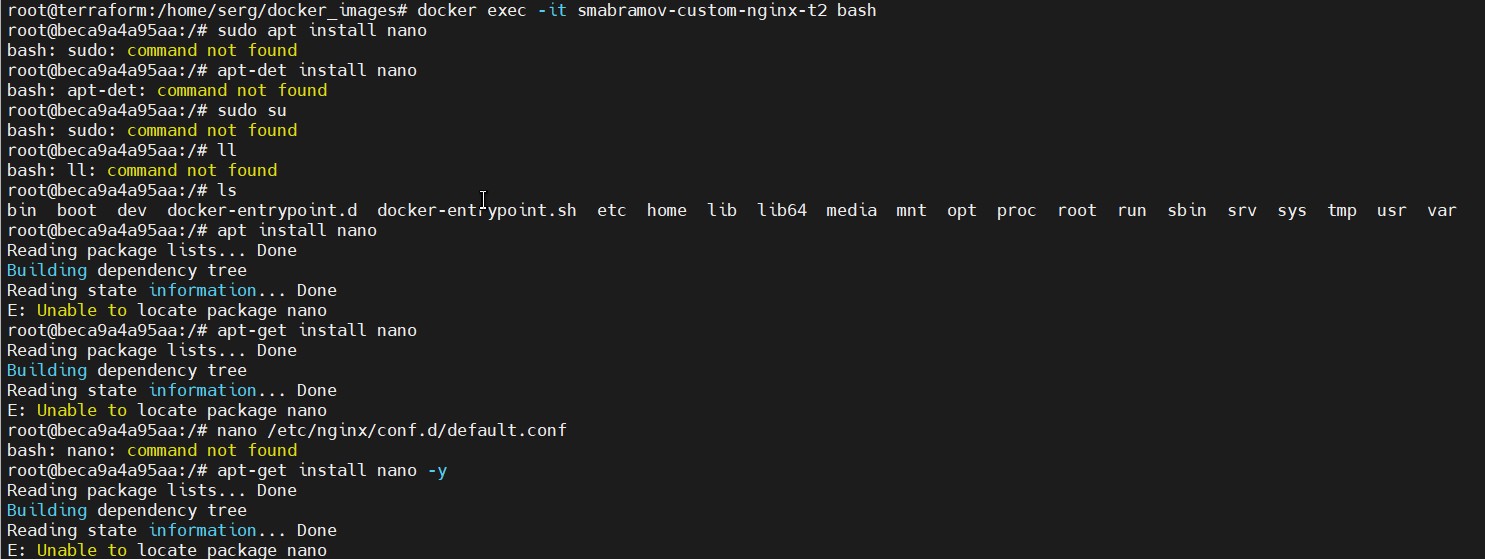 root@terraform:/home/serg/docker_images# docker exec -it smabramov-custom-nginx-t2 bash
root@beca9a4a95aa:/# sudo apt install nano
bash: sudo: command not found
root@beca9a4a95aa:/# apt-det install nano
bash: apt-det: command not found
root@beca9a4a95aa:/# sudo su
bash: sudo: command not found
root@beca9a4a95aa:/# ll
bash: ll: command not found
root@beca9a4a95aa:/# ls
bin  boot  dev  docker-entrypoint.d  docker-entrypoint.sh  etc  home  lib  lib64  media  mnt  opt  proc  root  run  sbin  srv  sys  tmp  usr  var
root@beca9a4a95aa:/# apt install nano
Reading package lists... Done
Building dependency tree
Reading state information... Done
E: Unable to locate package nano
root@beca9a4a95aa:/# apt-get install nano
Reading package lists... Done
Building dependency tree
Reading state information... Done
E: Unable to locate package nano
root@beca9a4a95aa:/# nano /etc/nginx/conf.d/default.conf
bash: nano: command not found
root@beca9a4a95aa:/# apt-get install nano -y
Reading package lists... Done
Building dependency tree
Reading state information... Done
E: Unable to locate package nano